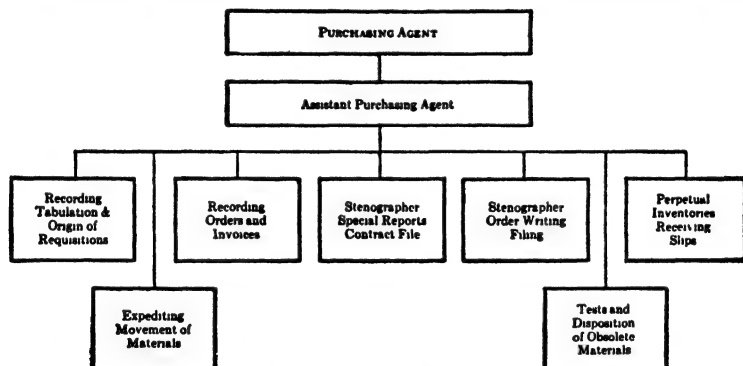 PURCHASING AGENT
Assistant Purchasing Agent
Recording
Tabulation &
Origin of
Requisitions
Recording
Orders and
Invoices
Stenographer
Special Reports
Contract File
Stenographer
Order Writing
Filing
Perpetual
Inventories
Receiving
Slips
Expediting
Movement of
Materials
Tests and
Disposition
of Obsolete
Materials